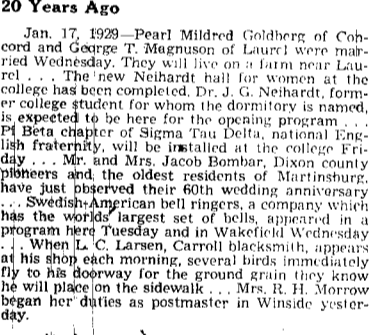 20 Years Ago
Jan. 17, 1929—Pearl Mildred Goldberg of Con-
cord and George T. Magnuson of Laurel were mar-
ried Wednesday. They will live on a farm near Lau-
rel . . . The new Neihardt hall for women at the
college has been completed. Dr. J. G. Neihardt, form-
er college student for whom the dormitory is named,
is expected to be here for the opening program . . .
Pi Beta chapter of Sigma Tau Delta, national Eng-
lish fraternity, will be installed at the college Fri-
day . . . Mr. and Mrs. Jacob Bombar, Dixon county
pioneers and the oldest residents of Martinsburg,
have just observed their 60th wedding anniversary
. . . Swedish-American bell ringers, a company which
has the worlds largest set of bells, appeared in a
program here Tuesday and in Wakefield Wednesday
. . . When L. C. Larsen, Carroll blacksmith, appears
at his shop each morning, several birds immediately
fly to his doorway for the ground grain they know
he will place on the sidewalk . . . Mrs. R. H. Morrow
began her duties as postmaster in Winside yester-
day.